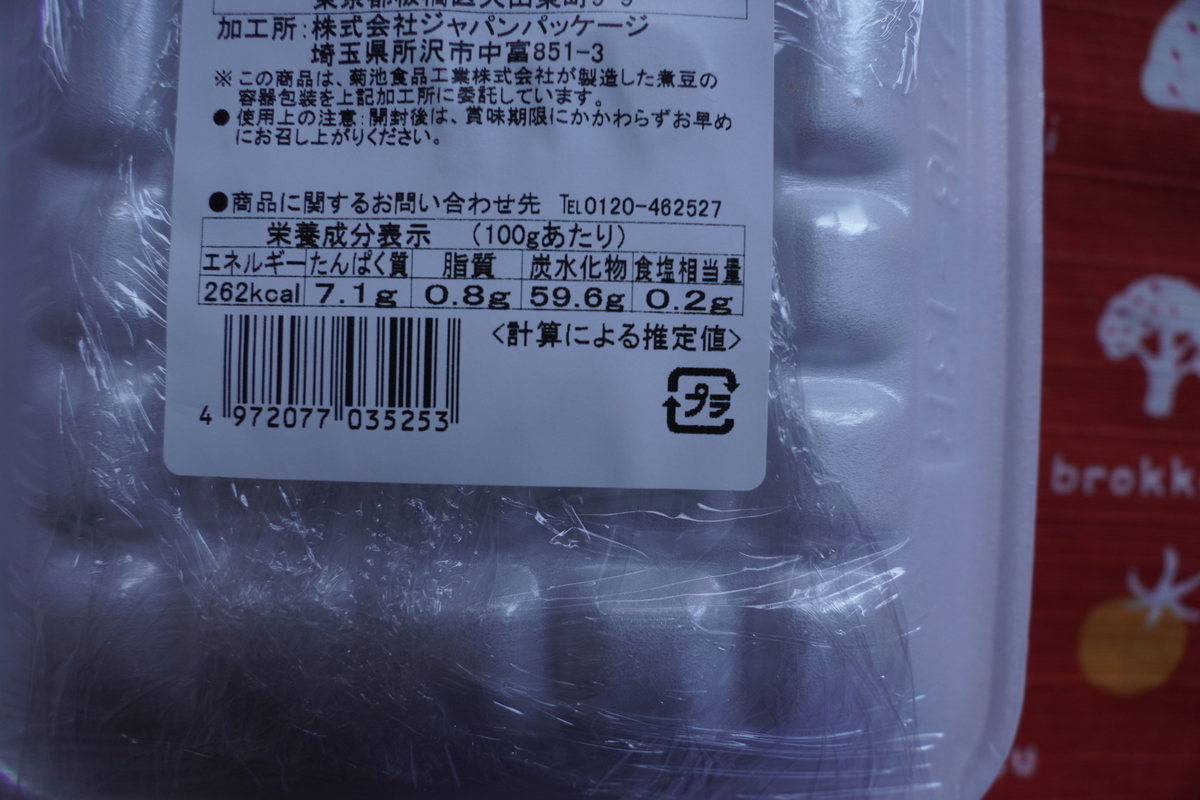 加工所：株式会社ジャパンパッケージ
埼玉県所沢市中富851-3
※この商品は、菊池食品工業株式会社が製造した煮豆の
容器包装を上記加工所に委託しています。
●使用上の注意：開封後は、賞味期限にかかわらずお早め
にお召し上がりください。
●商品に関するお問い合わせ先 TEL0120-462527
栄養成分表示 （100gあたり）
エネルギー たんぱく質 脂質 炭水化物 食塩相当量
262kcal 7.1g 0.8g 59.6g 0.2g
<計算による推定値>
プラ
4 972077 035253
brokk